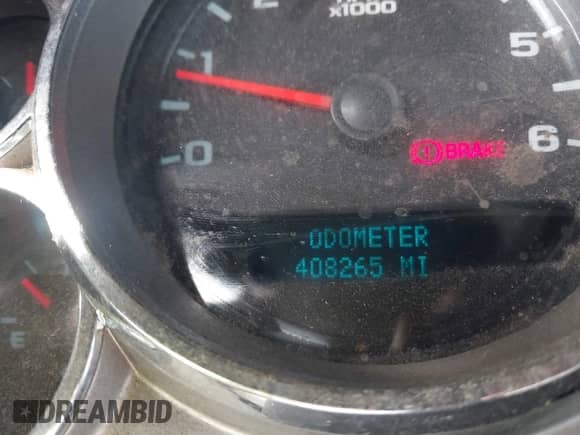 2
x1000
5
1
0
6
BRAKE
ODOMETER
408265 MI
E
DREAMBID